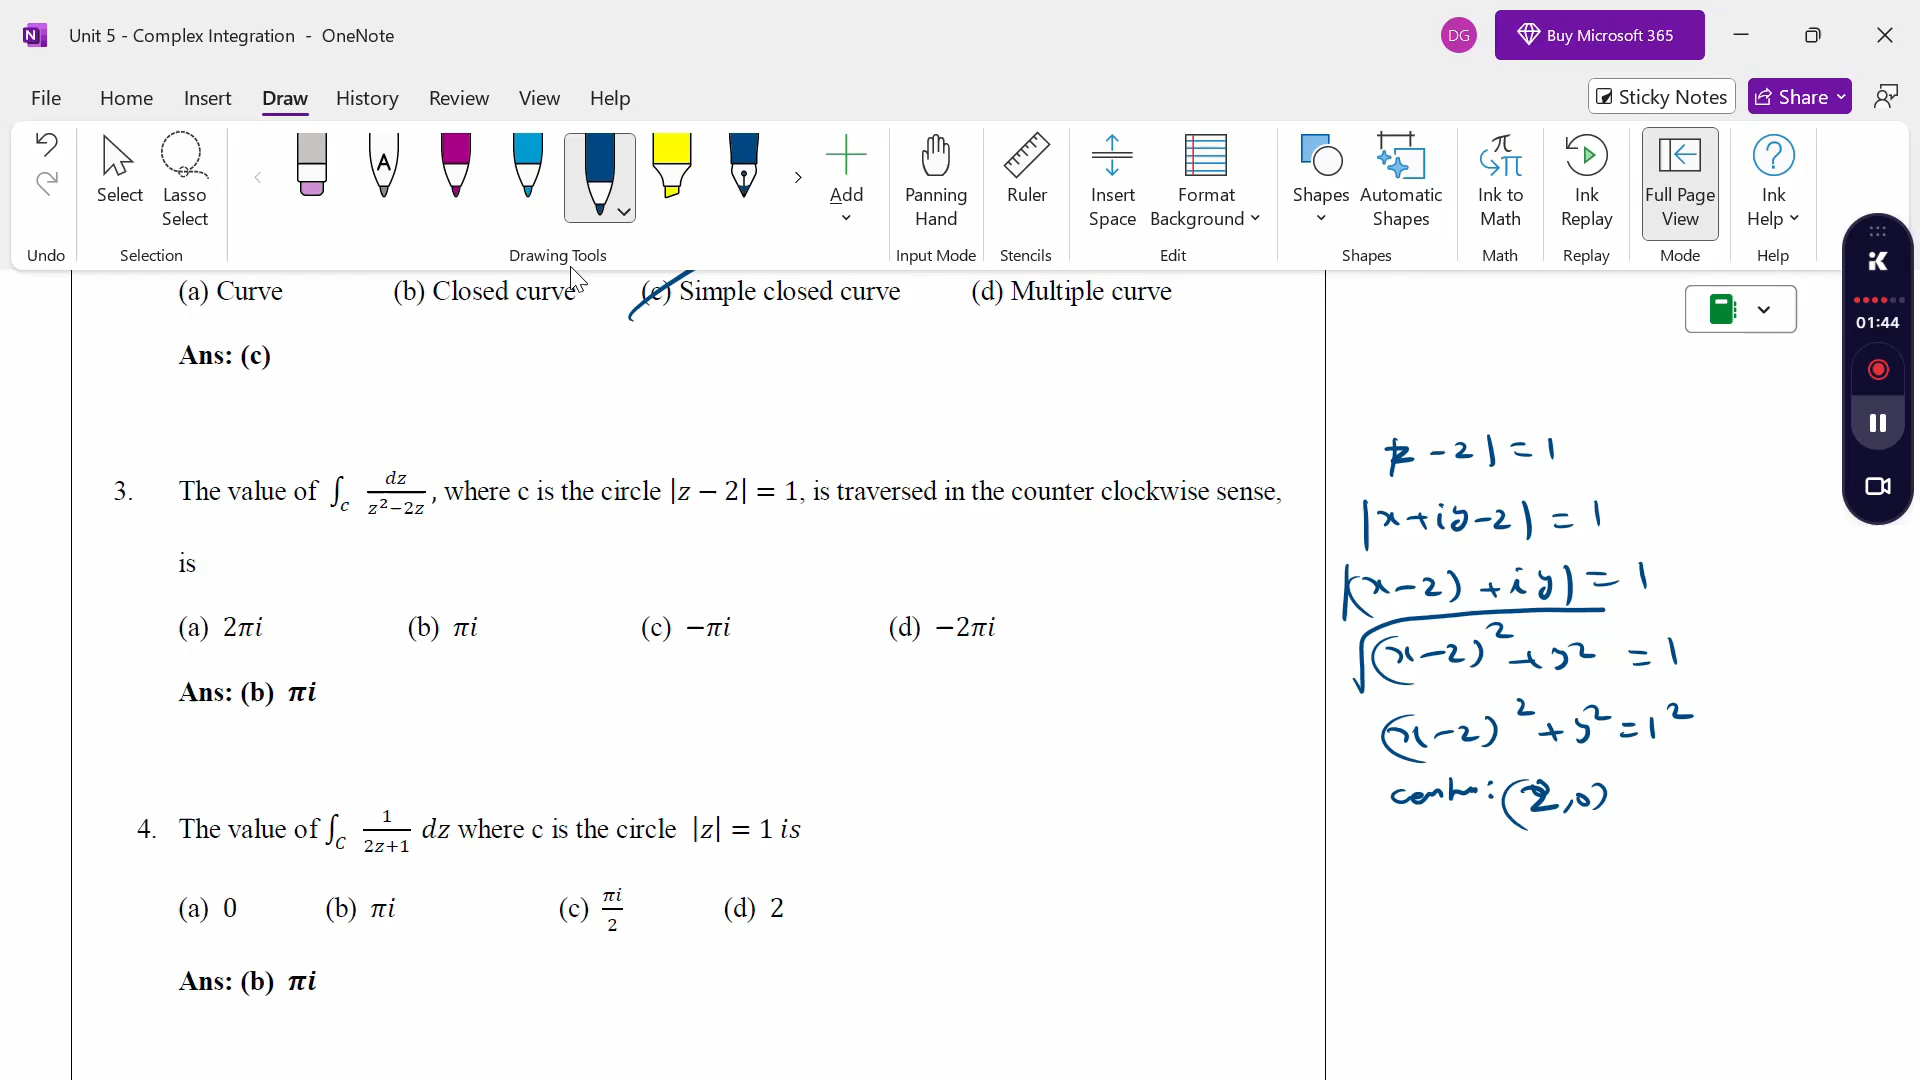 Unit 5 - Complex Integration - OneNote
DG
Buy Microsoft 365
File Home Insert Draw History Review View Help
Sticky Notes
Share
Select
Lasso Select
A
Add
Panning Hand
Ruler
Insert Space
Format Background
Shapes
Automatic Shapes
Ink to Math
Ink Replay
Full Page View
Ink Help
Undo Selection Drawing Tools Input Mode Stencils Edit Shapes Math Replay Mode Help
01:44
(a) Curve (b) Closed curve (c) Simple closed curve (d) Multiple curve
Ans: (c)
3. The value of ∫_c dz/(z²−2z), where c is the circle |z − 2| = 1, is traversed in the counter clockwise sense,
is
(a) 2πi (b) πi (c) −πi (d) −2πi
Ans: (b) πi
4. The value of ∫_C 1/(2z+1) dz where c is the circle |z| = 1 is
(a) 0 (b) πi (c) πi/2 (d) 2
Ans: (b) πi
|z - 2| = 1
|x + iy - 2| = 1
|(x - 2) + iy| = 1
√((x - 2)² + y²) = 1
(x - 2)² + y² = 1²
(2,0)